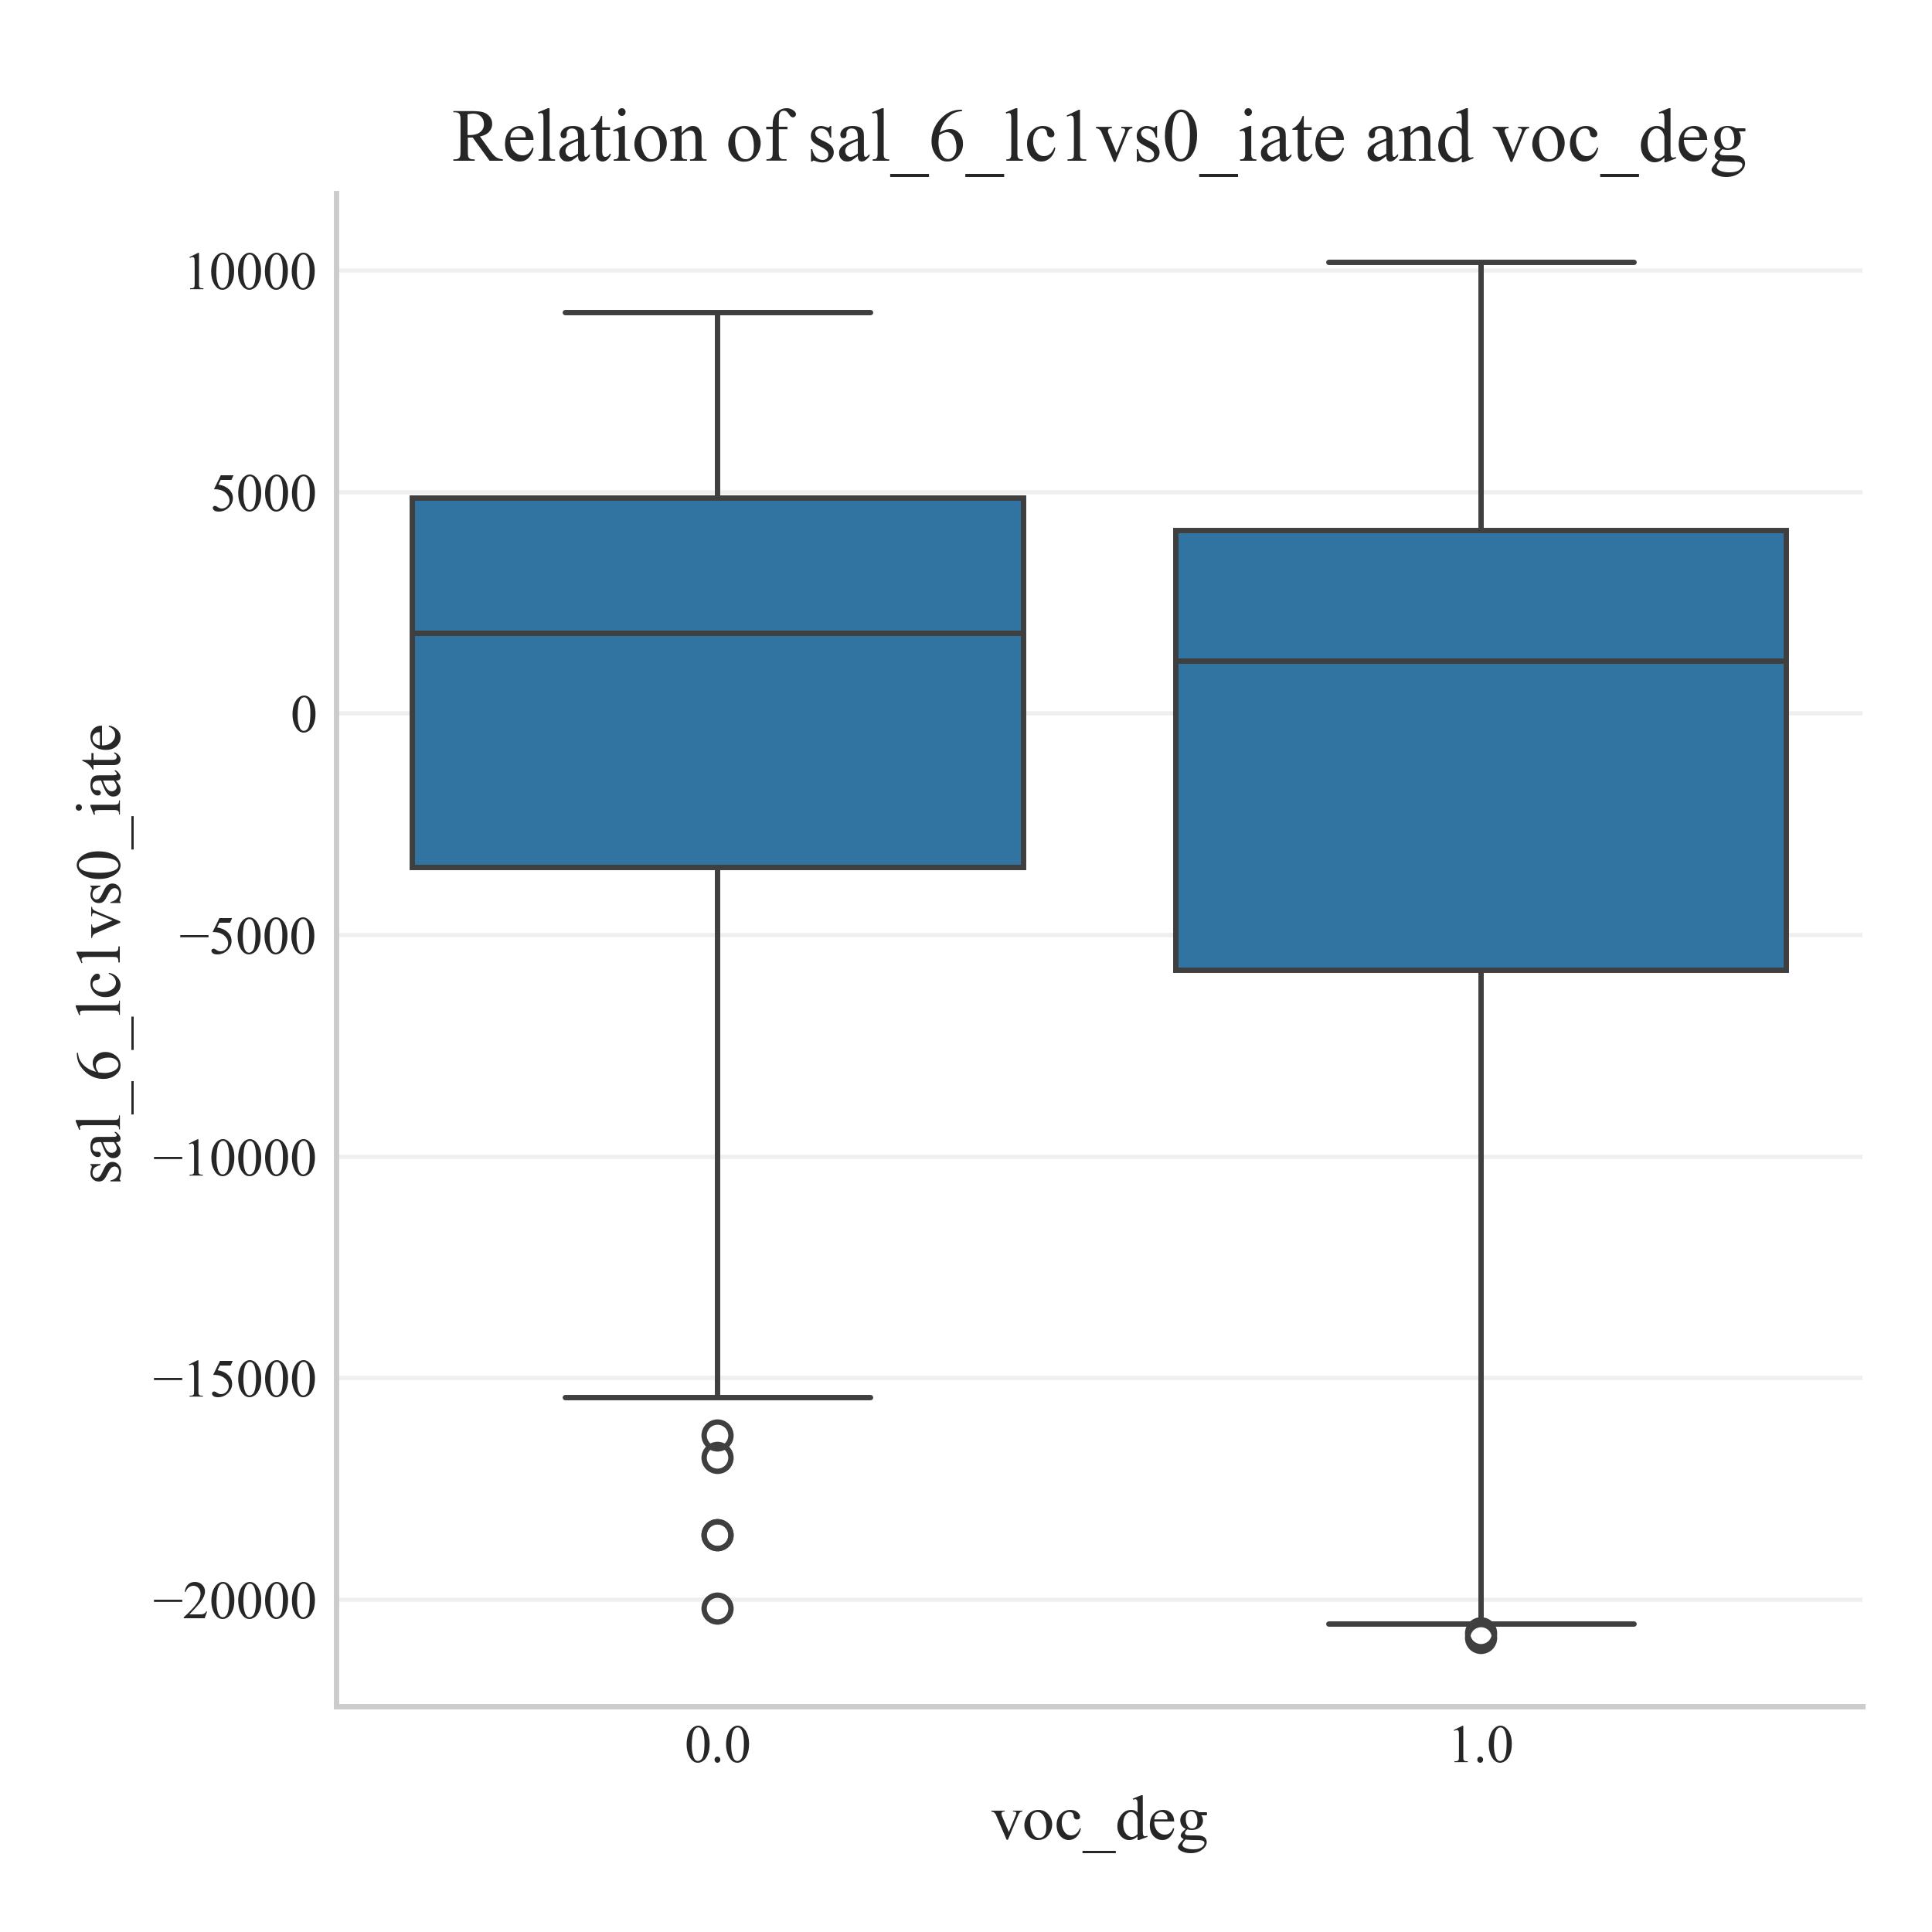 Relation of sal_6_lc1vs0_iate and voc_deg
10000
5000
0
−5000
−10000
−15000
−20000
sal_6_lc1vs0_iate
0.0 1.0
voc_deg